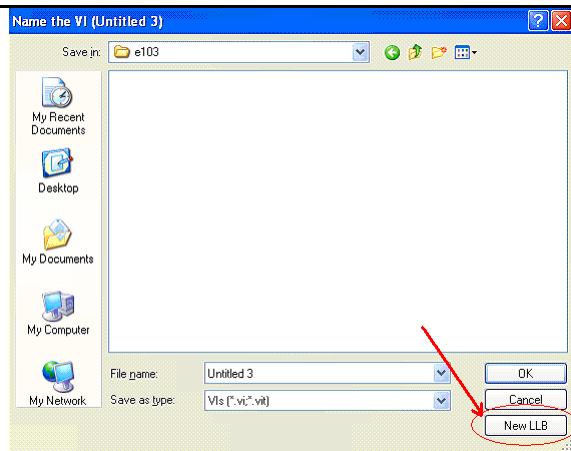 Name the VI (Untitled 3)
Save in:
e103
My Recent
Documents
Desktop
My Documents
My Computer
My Network
File name:
Untitled 3
OK
Save as type:
VIs (*.vi;*.vit)
Cancel
New LLB